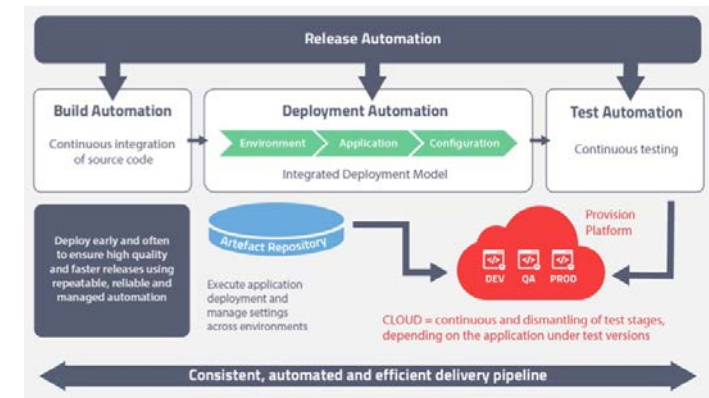 Release Automation
Build Automation
Continuous integration
of source code
Deployment Automation
Environment
Application
Configuration
Integrated Deployment Model
Test Automation
Continuous testing
Deploy early and often
to ensure high quality
and faster releases using
repeatable, reliable and
managed automation
Artefact Repository
Execute application
deployment and
manage settings
across environments
Provision
Platform
</>
</>
</>
DEV
QA
PROD
CLOUD = continuous and dismantling of test stages,
depending on the application under test versions
Consistent, automated and efficient delivery pipeline